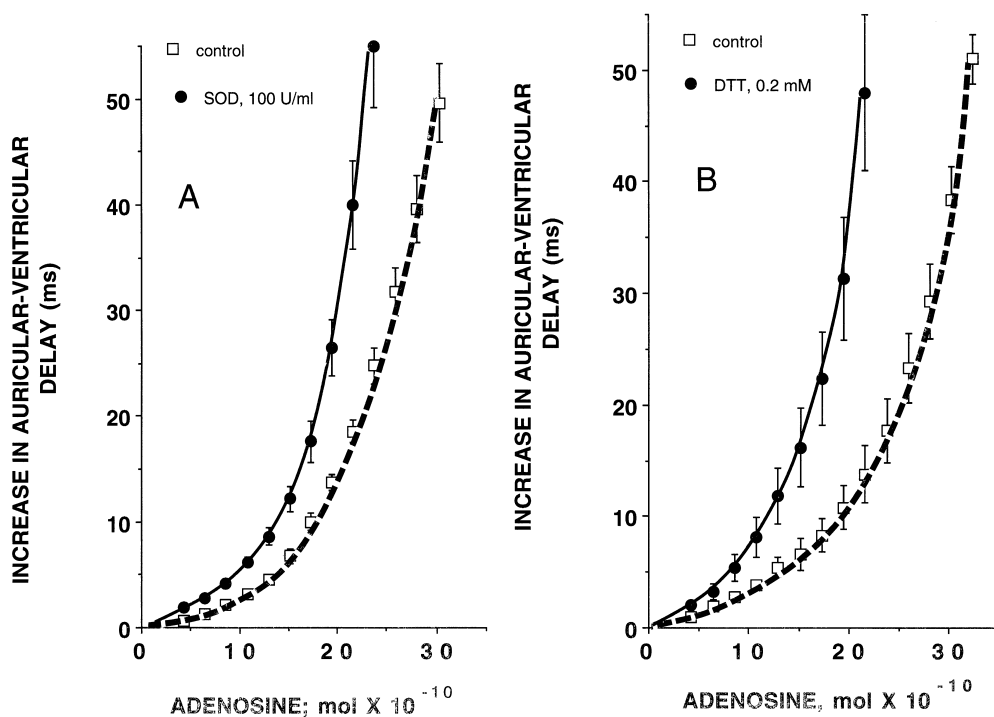 control
SOD, 100 U/ml
A
INCREASE IN AURICULAR-VENTRICULAR
DELAY (ms)
50
40
30
20
10
0
0 10 20 30
ADENOSINE; mol X 10 -10
control
DTT, 0.2 mM
B
INCREASE IN AURICULAR-VENTRICULAR
DELAY (ms)
50
40
30
20
10
0
0 10 20 30
ADENOSINE, mol X 10 -10